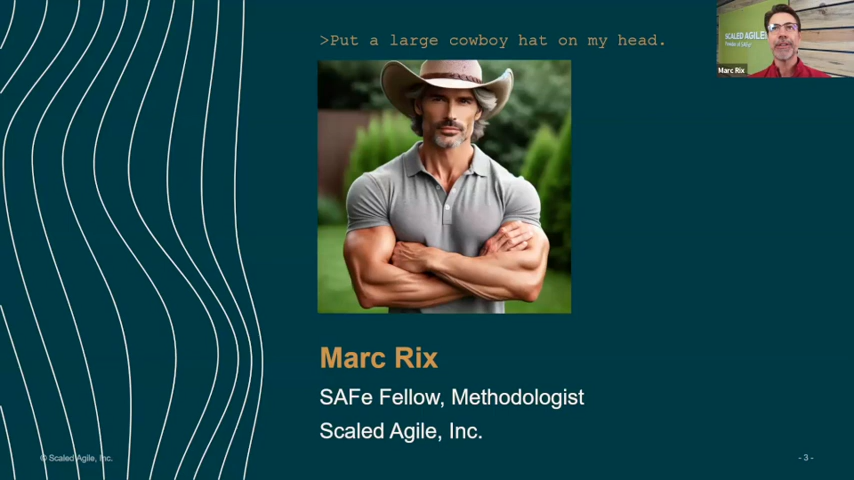 >Put a large cowboy hat on my head.
SCALED AGILE
Marc Rix
Marc Rix
SAFe Fellow, Methodologist
Scaled Agile, Inc.
© Scaled Agile, Inc.
- 3 -